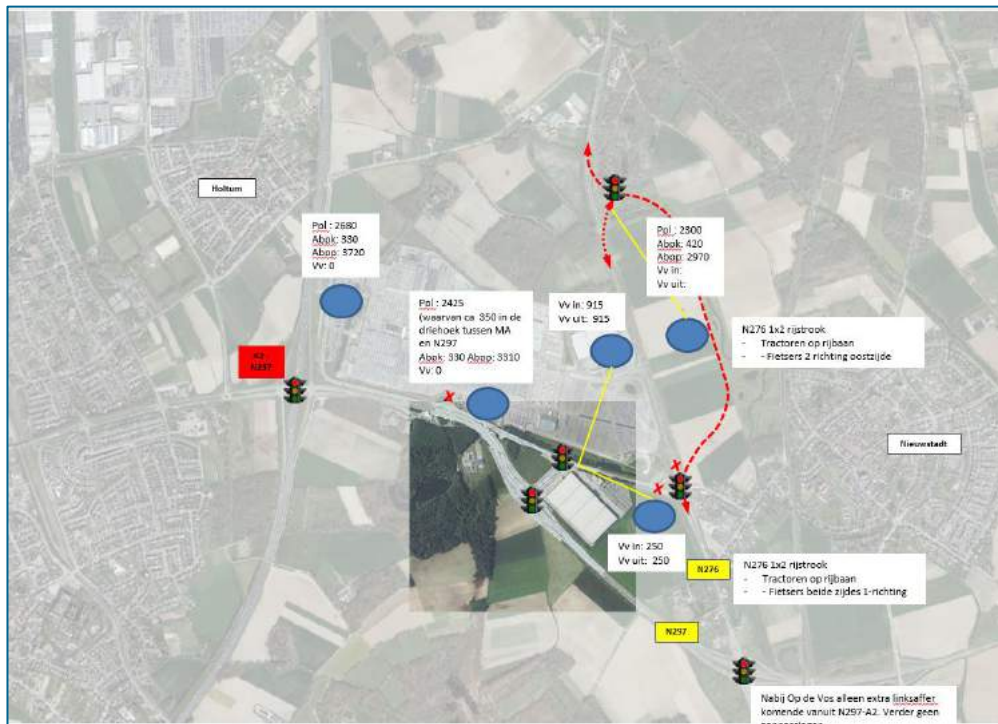 Holtum
Pol : 2680
Abok: 330
Abop: 3720
Vv: 0
Pol : 2300
Abok: 420
Abop: 2970
Vv in:
Vv uit:
Pol : 2425
(waarvan ca. 350 in de
driehoek tussen MA
en N297
Abok: 330 Abop: 3310
Vv: 0
Vv in: 915
Vv uit: 915
N276 1x2 rijstrook
- Tractoren op rijbaan
- - Fietsers 2 richting oostzijde
A2 -
N297
Nieuwstadt
Vv in: 250
Vv uit: 250
N276
N276 1x2 rijstrook
- Tractoren op rijbaan
- - Fietsers beide zijdes 1-richting
N297
Nabij Op de Vos alleen extra linksaffer
komende vanuit N297-A2. Verder geen